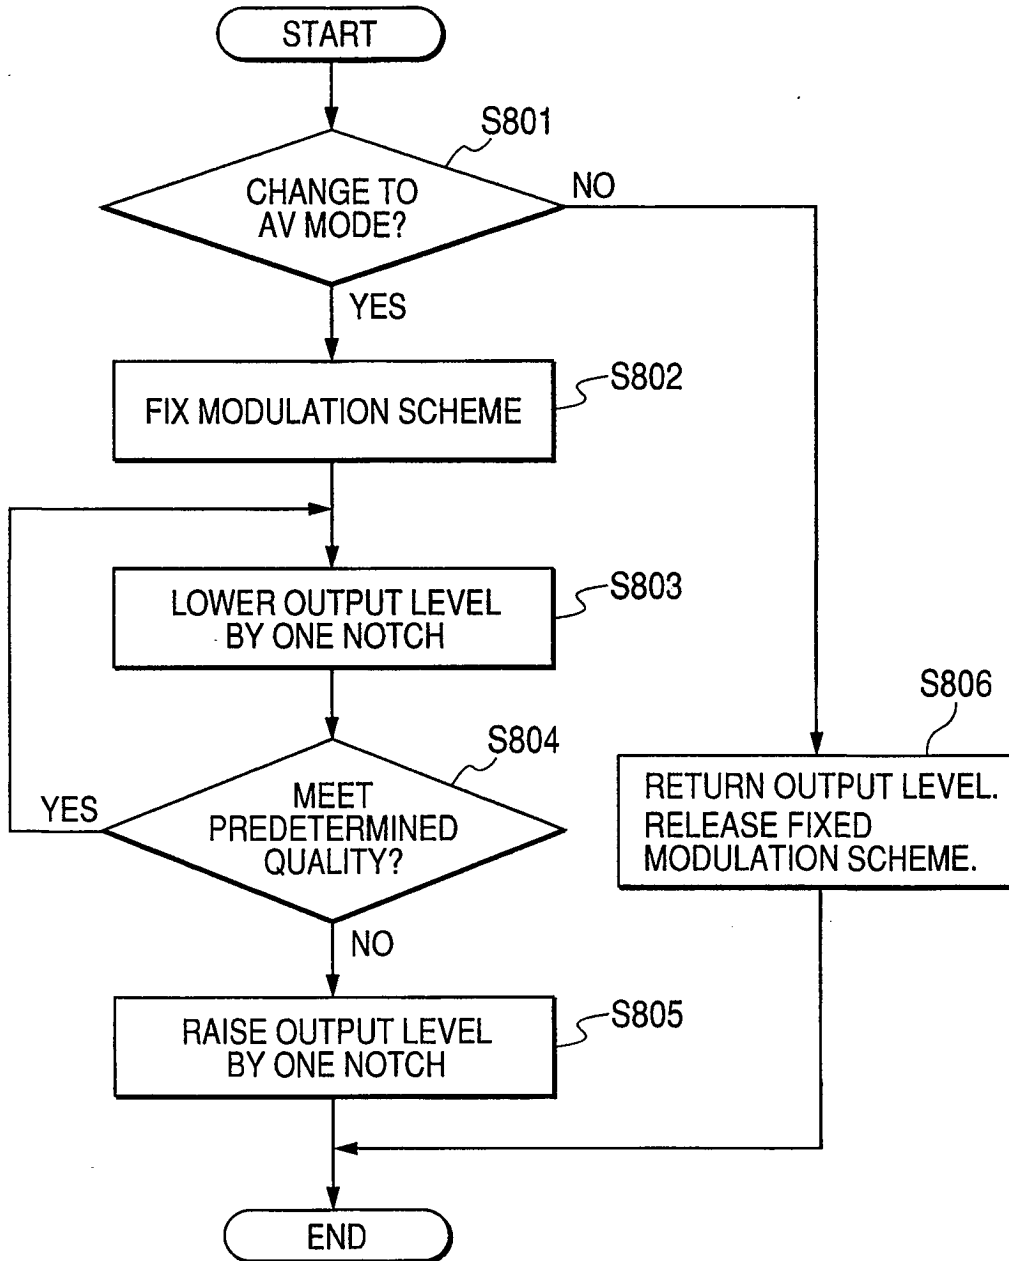 START
S801
CHANGE TO
AV MODE?
NO
YES
S802
FIX MODULATION SCHEME
S803
LOWER OUTPUT LEVEL
BY ONE NOTCH
S804
MEET
PREDETERMINED
QUALITY?
YES
NO
S806
RETURN OUTPUT LEVEL.
RELEASE FIXED
MODULATION SCHEME.
S805
RAISE OUTPUT LEVEL
BY ONE NOTCH
END